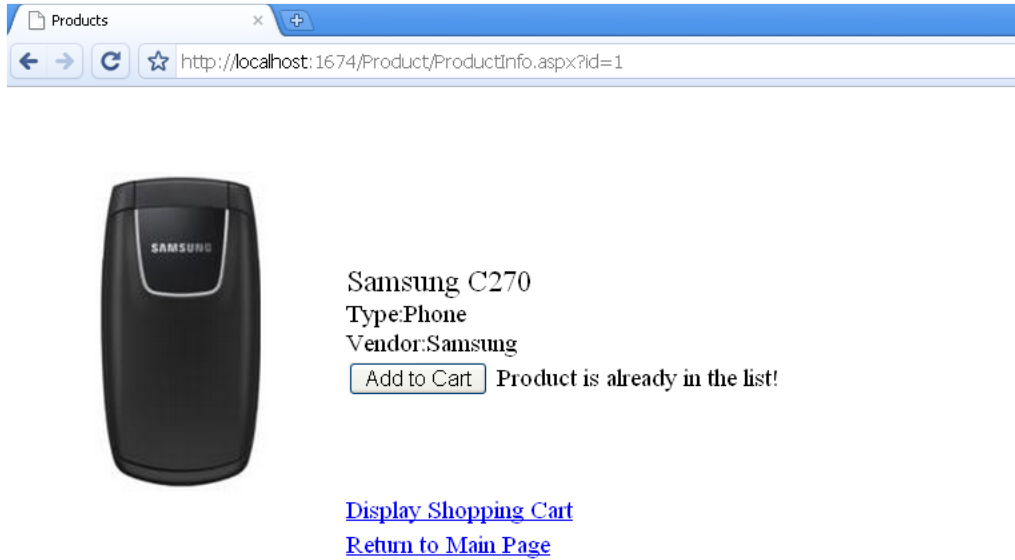 Products
http://localhost:1674/Product/ProductInfo.aspx?id=1
SAMSUNG
Samsung C270
Type:Phone
Vendor:Samsung
Add to Cart Product is already in the list!
Display Shopping Cart
Return to Main Page